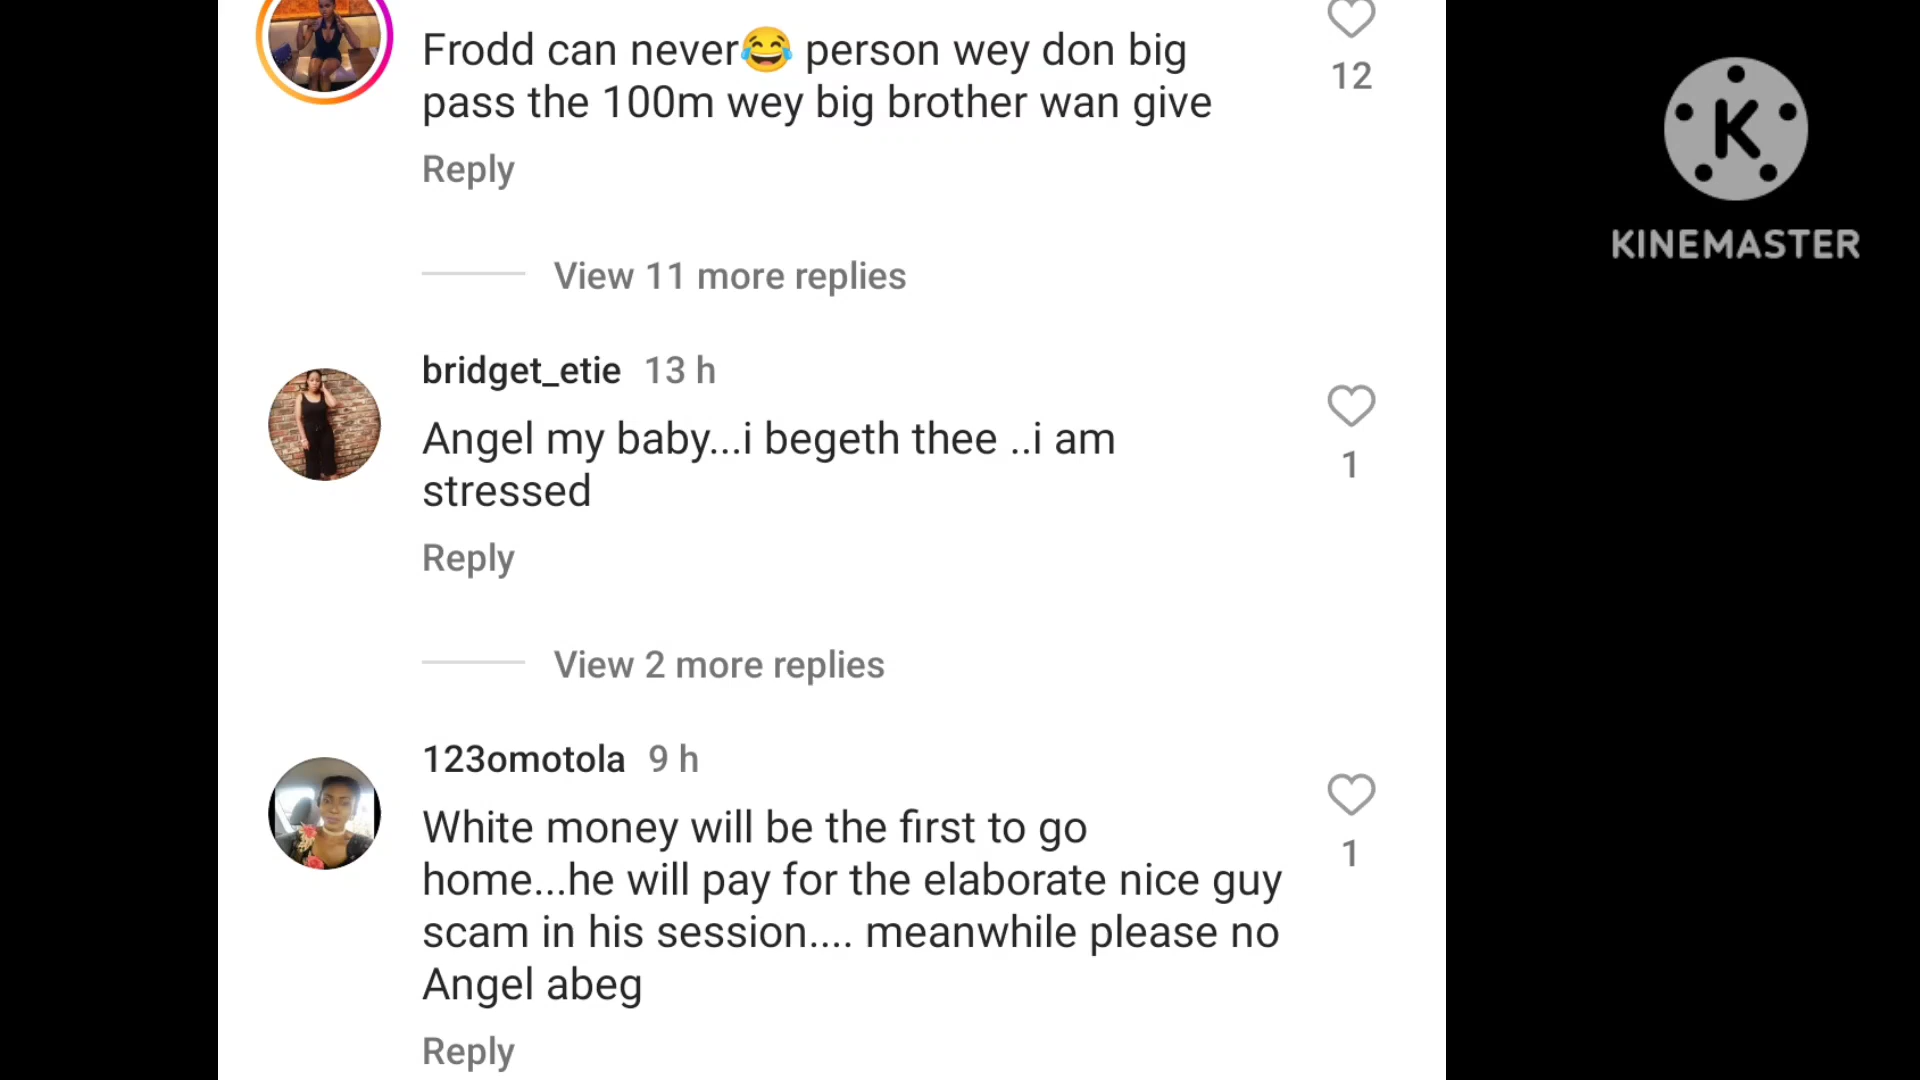 Frodd can never😂 person wey don big
pass the 100m wey big brother wan give
12
Reply
View 11 more replies
bridget_etie 13 h
Angel my baby...i begeth thee ..i am
stressed
1
Reply
View 2 more replies
123omotola 9 h
White money will be the first to go
home...he will pay for the elaborate nice guy
scam in his session.... meanwhile please no
Angel abeg
1
Reply
K
KINEMASTER